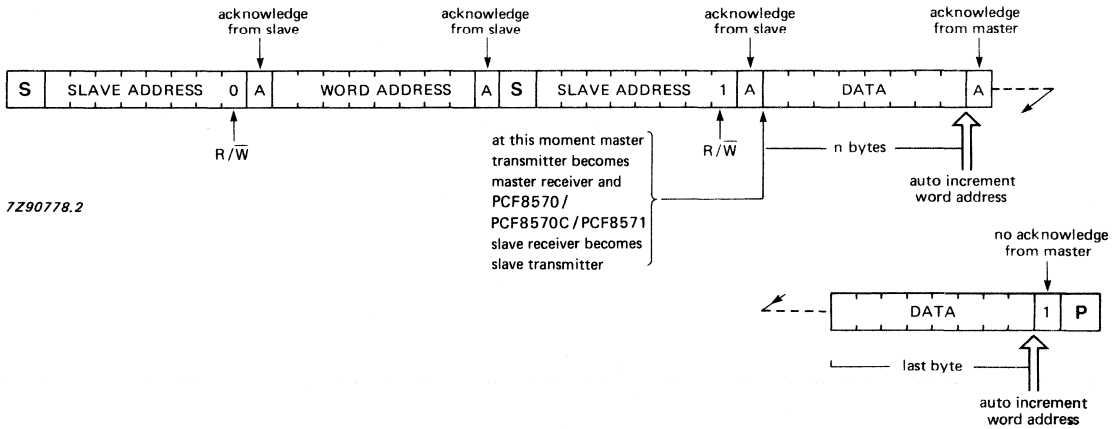 acknowledge
from slave
acknowledge
from slave
acknowledge
from slave
acknowledge
from master
S SLAVE ADDRESS 0 A WORD ADDRESS A S SLAVE ADDRESS 1 A DATA A
R/W̅
at this moment master
transmitter becomes
master receiver and
PCF8570/
PCF8570C/PCF8571
slave receiver becomes
slave transmitter
R/W̅
n bytes
auto increment
word address
7Z90778.2
no acknowledge
from master
DATA 1 P
last byte
auto increment
word address